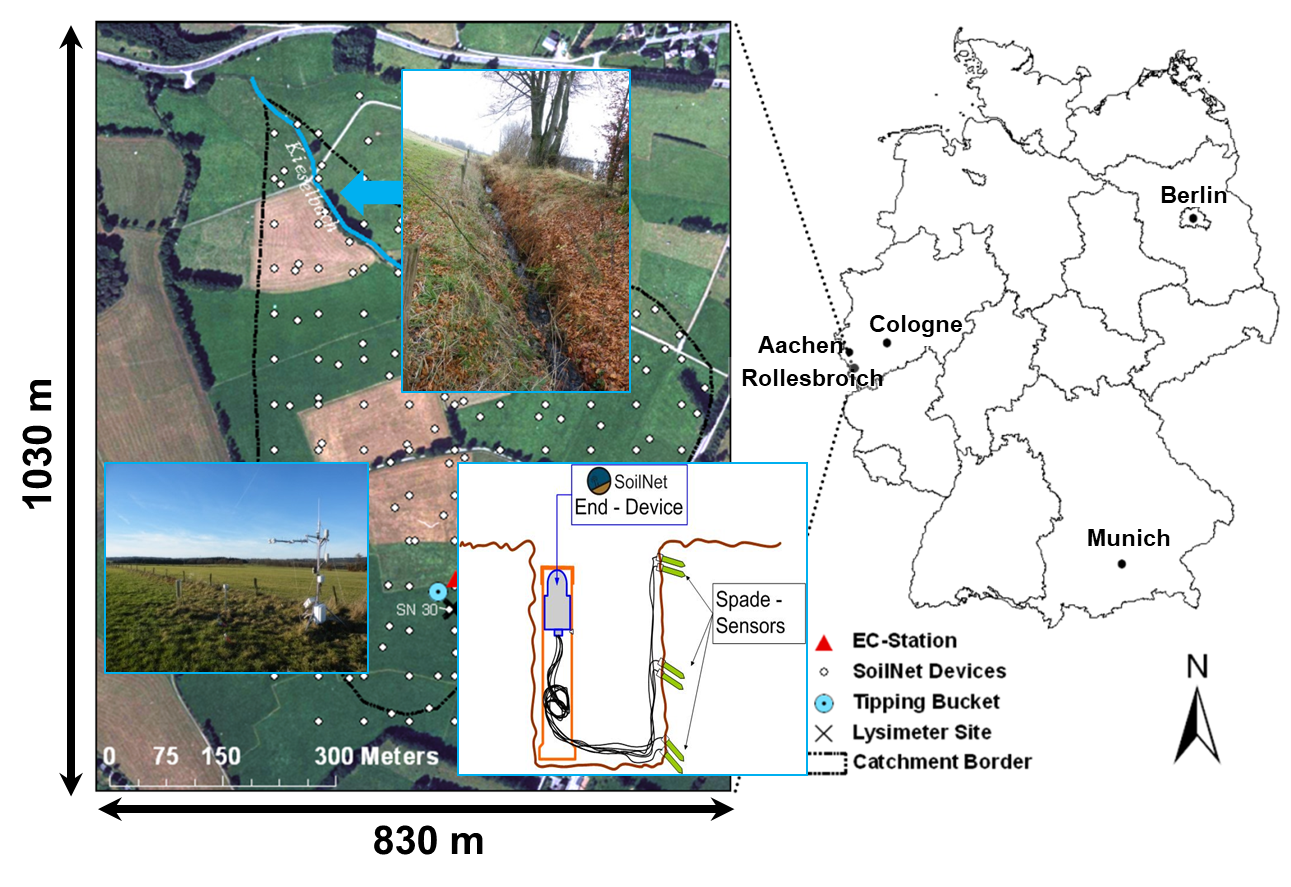 1030 m
830 m
Kieselbach
SN 30
0 75 150 300 Meters
SoilNet
End - Device
Spade -
Sensors
Berlin
Cologne
Aachen
Rollesbroich
Munich
EC-Station
SoilNet Devices
Tipping Bucket
Lysimeter Site
Catchment Border
N